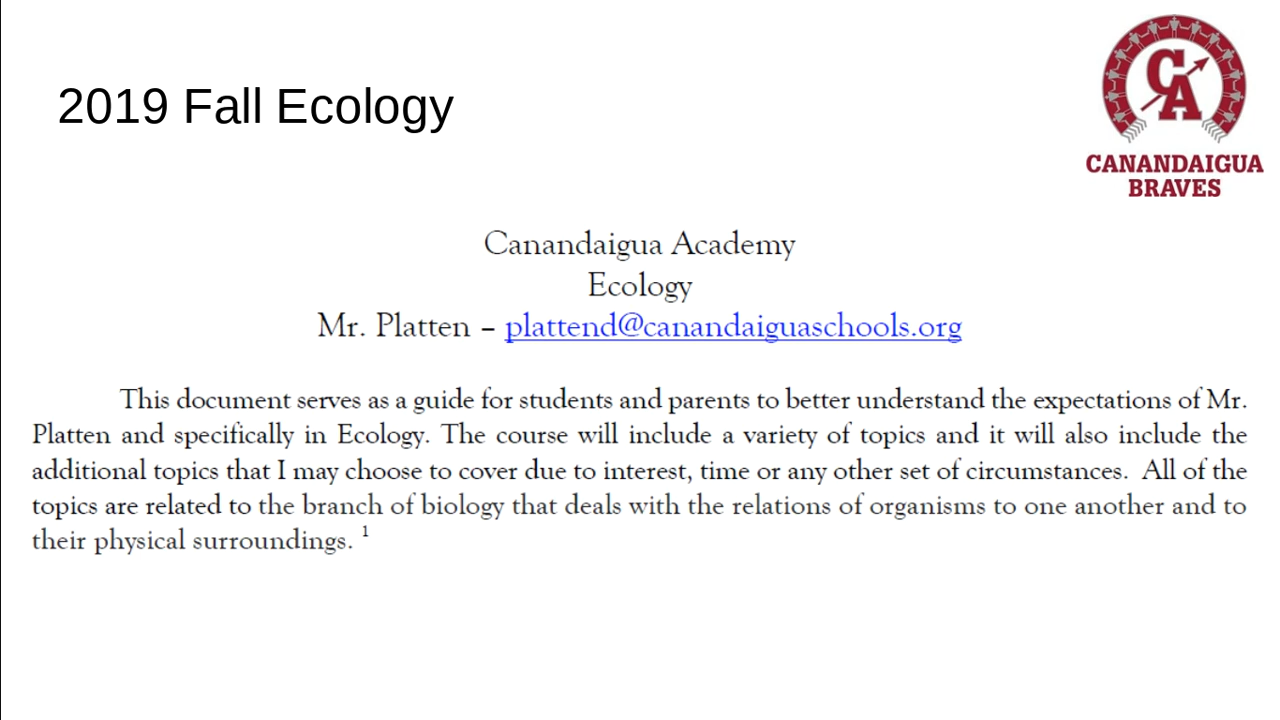 2019 Fall Ecology
CA
CANANDAIGUA
BRAVES
Canandaigua Academy
Ecology
Mr. Platten – plattend@canandaiguaschools.org
This document serves as a guide for students and parents to better understand the expectations of Mr.
Platten and specifically in Ecology. The course will include a variety of topics and it will also include the
additional topics that I may choose to cover due to interest, time or any other set of circumstances. All of the
topics are related to the branch of biology that deals with the relations of organisms to one another and to
their physical surroundings. 1